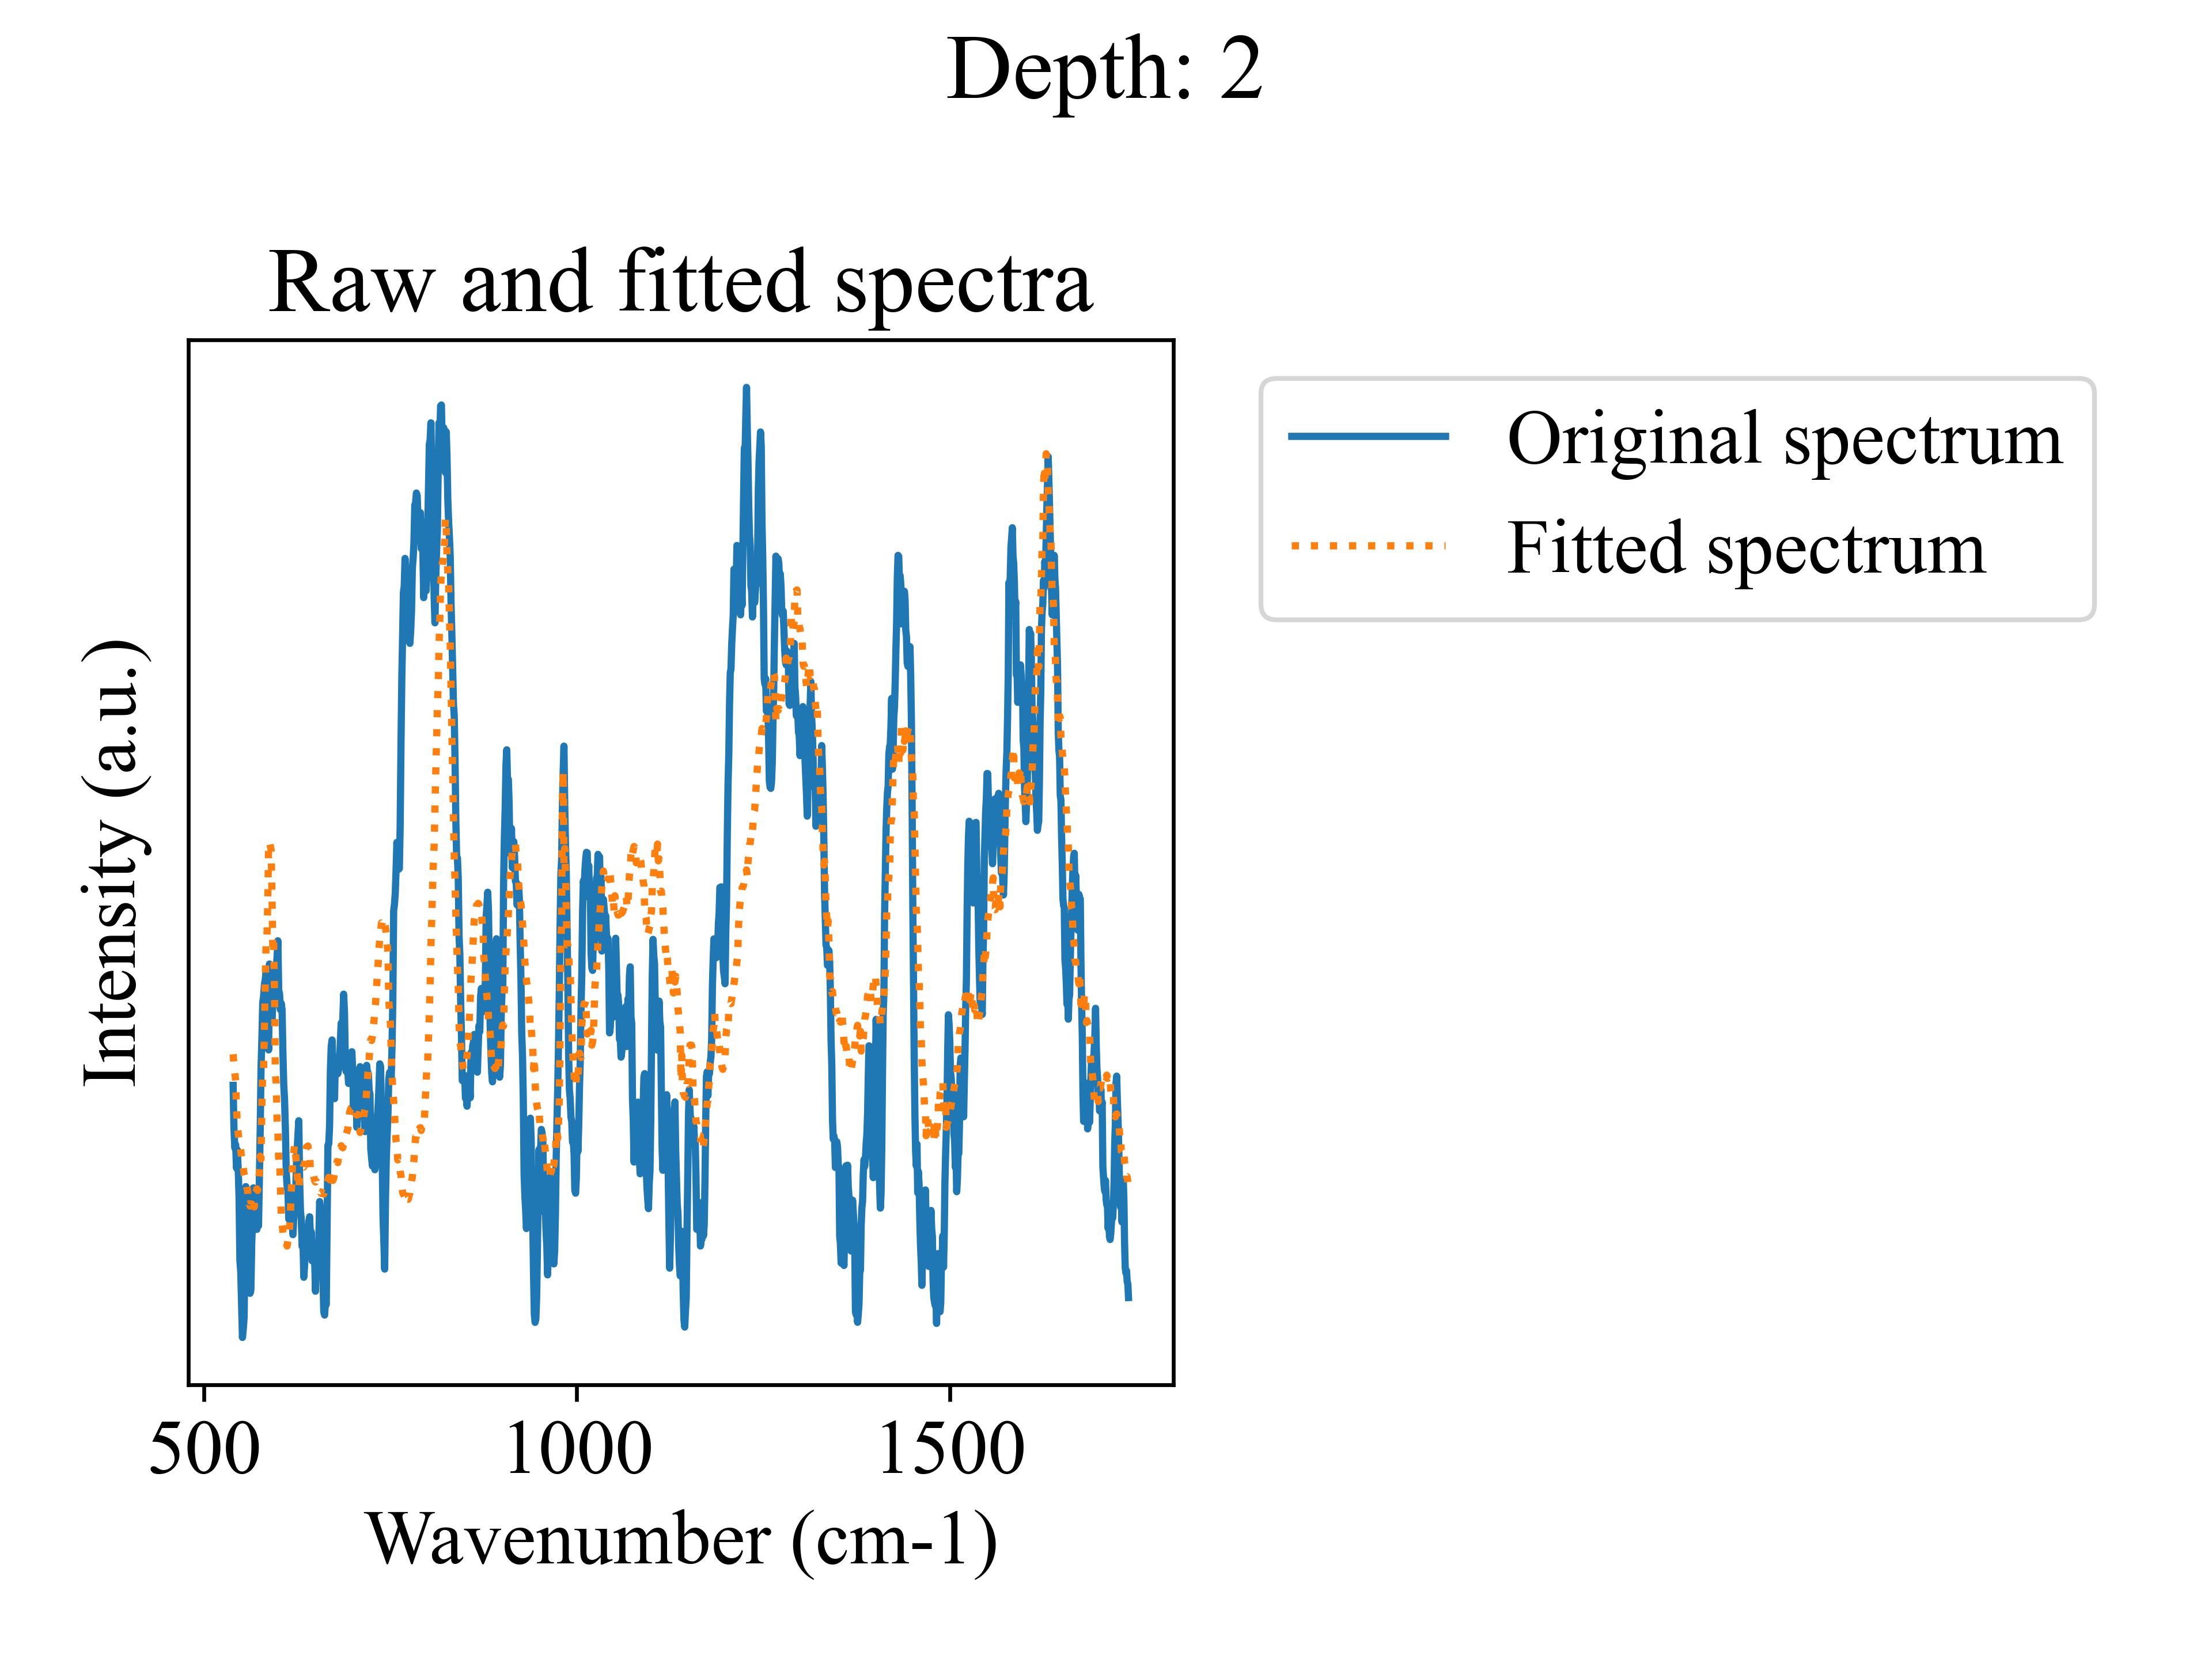 Depth: 2
Raw and fitted spectra
Original spectrum
Fitted spectrum
Intensity (a.u.)
500 1000 1500
Wavenumber (cm-1)